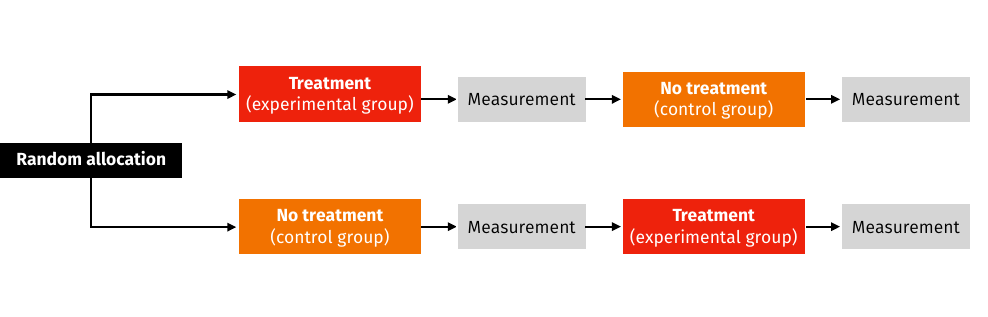 Treatment
(experimental group)
Measurement
No treatment
(control group)
Measurement
Random allocation
No treatment
(control group)
Measurement
Treatment
(experimental group)
Measurement